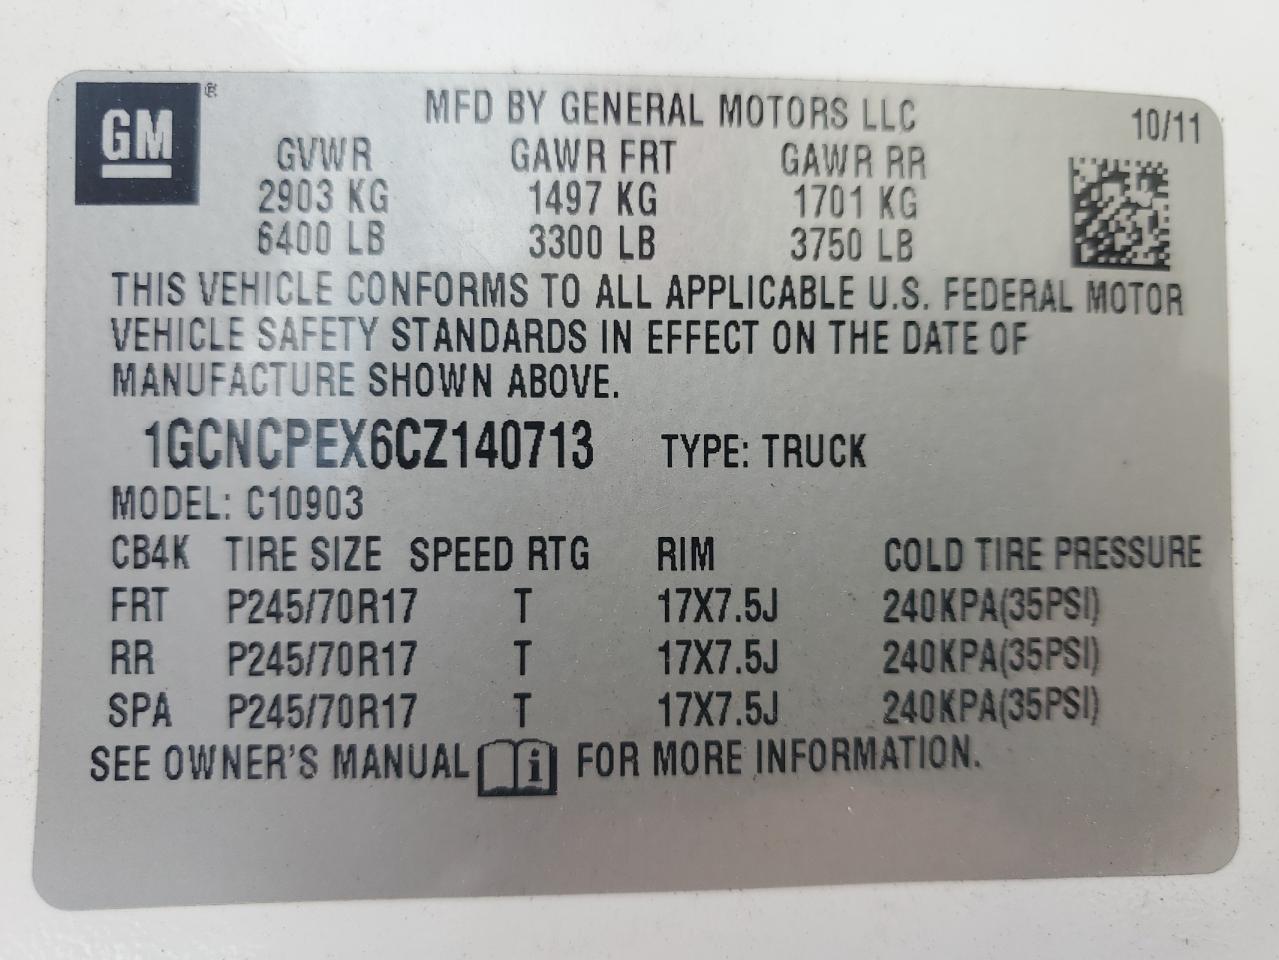 GM®
MFD BY GENERAL MOTORS LLC
10/11
GVWR GAWR FRT GAWR RR
2903 KG 1497 KG 1701 KG
6400 LB 3300 LB 3750 LB
THIS VEHICLE CONFORMS TO ALL APPLICABLE U.S. FEDERAL MOTOR
VEHICLE SAFETY STANDARDS IN EFFECT ON THE DATE OF
MANUFACTURE SHOWN ABOVE.
1GCNCPEX6CZ140713 TYPE: TRUCK
MODEL: C10903
CB4K TIRE SIZE SPEED RTG RIM COLD TIRE PRESSURE
FRT P245/70R17 T 17X7.5J 240KPA(35PSI)
RR P245/70R17 T 17X7.5J 240KPA(35PSI)
SPA P245/70R17 T 17X7.5J 240KPA(35PSI)
SEE OWNER'S MANUAL i FOR MORE INFORMATION.